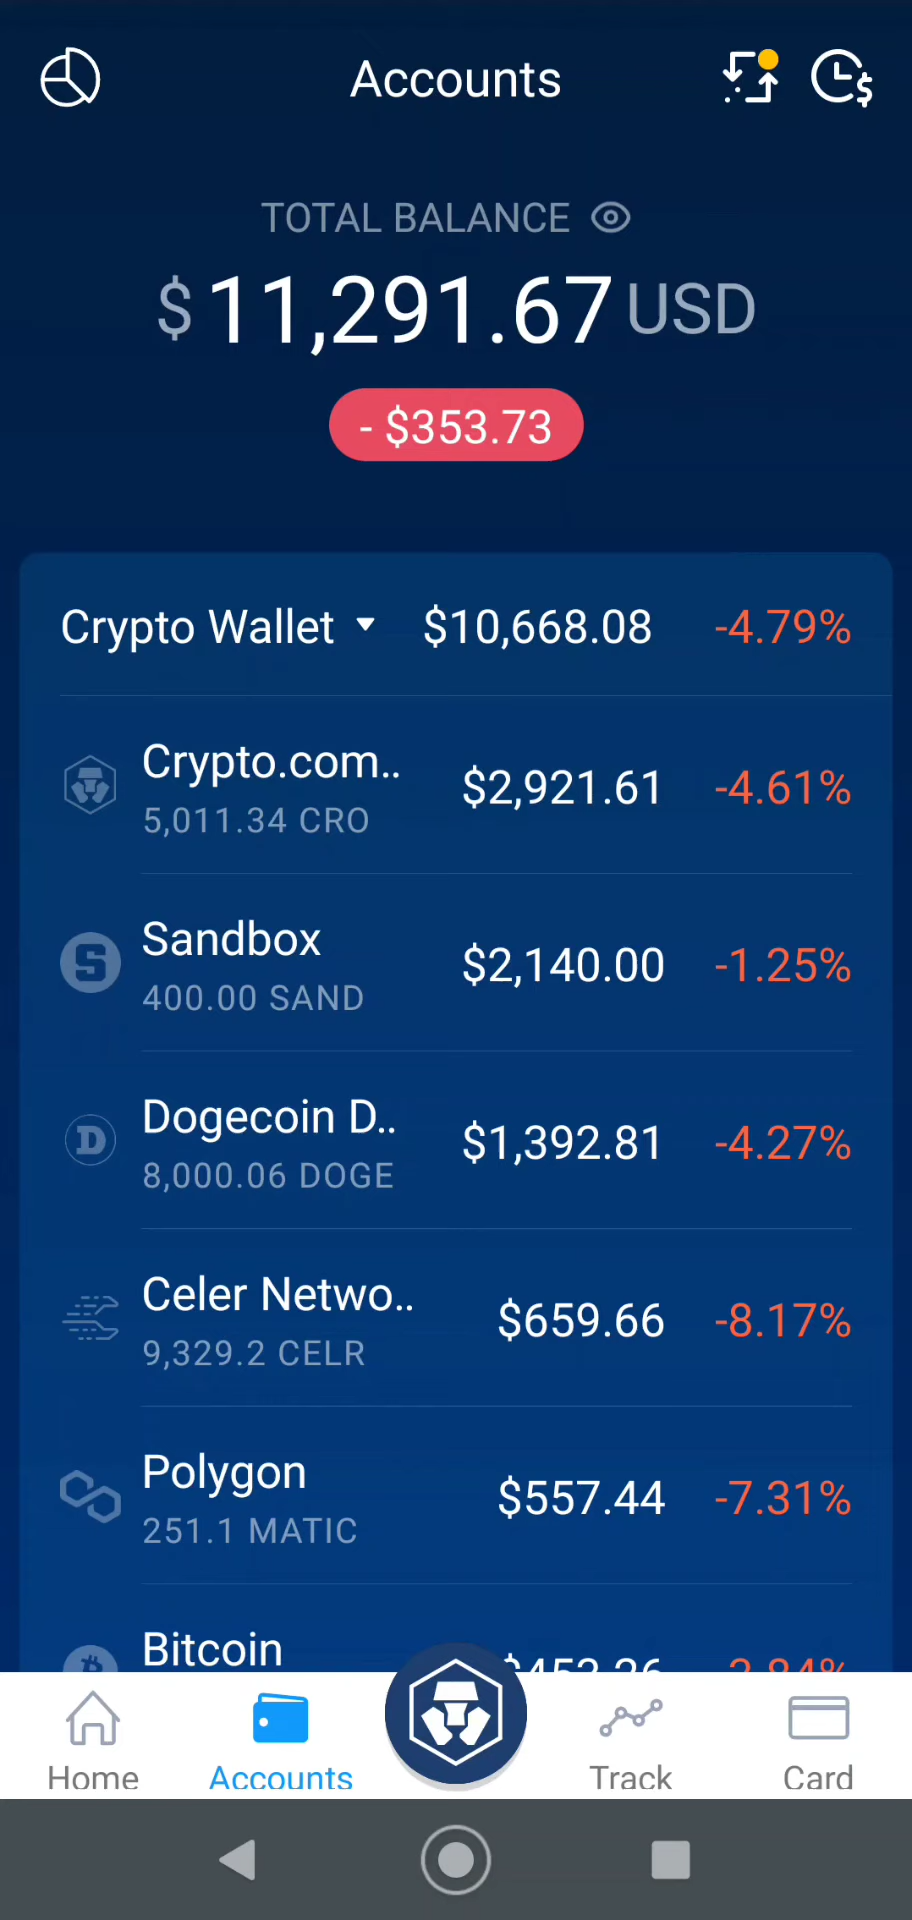 Accounts
TOTAL BALANCE
$11,291.67 USD
- $353.73
Crypto Wallet $10,668.08 -4.79%
Crypto.com..
$2,921.61 -4.61%
5,011.34 CRO
Sandbox
$2,140.00 -1.25%
400.00 SAND
Dogecoin D..
$1,392.81 -4.27%
8,000.06 DOGE
Celer Netwo..
$659.66 -8.17%
9,329.2 CELR
Polygon
$557.44 -7.31%
251.1 MATIC
Bitcoin
Home Accounts Track Card